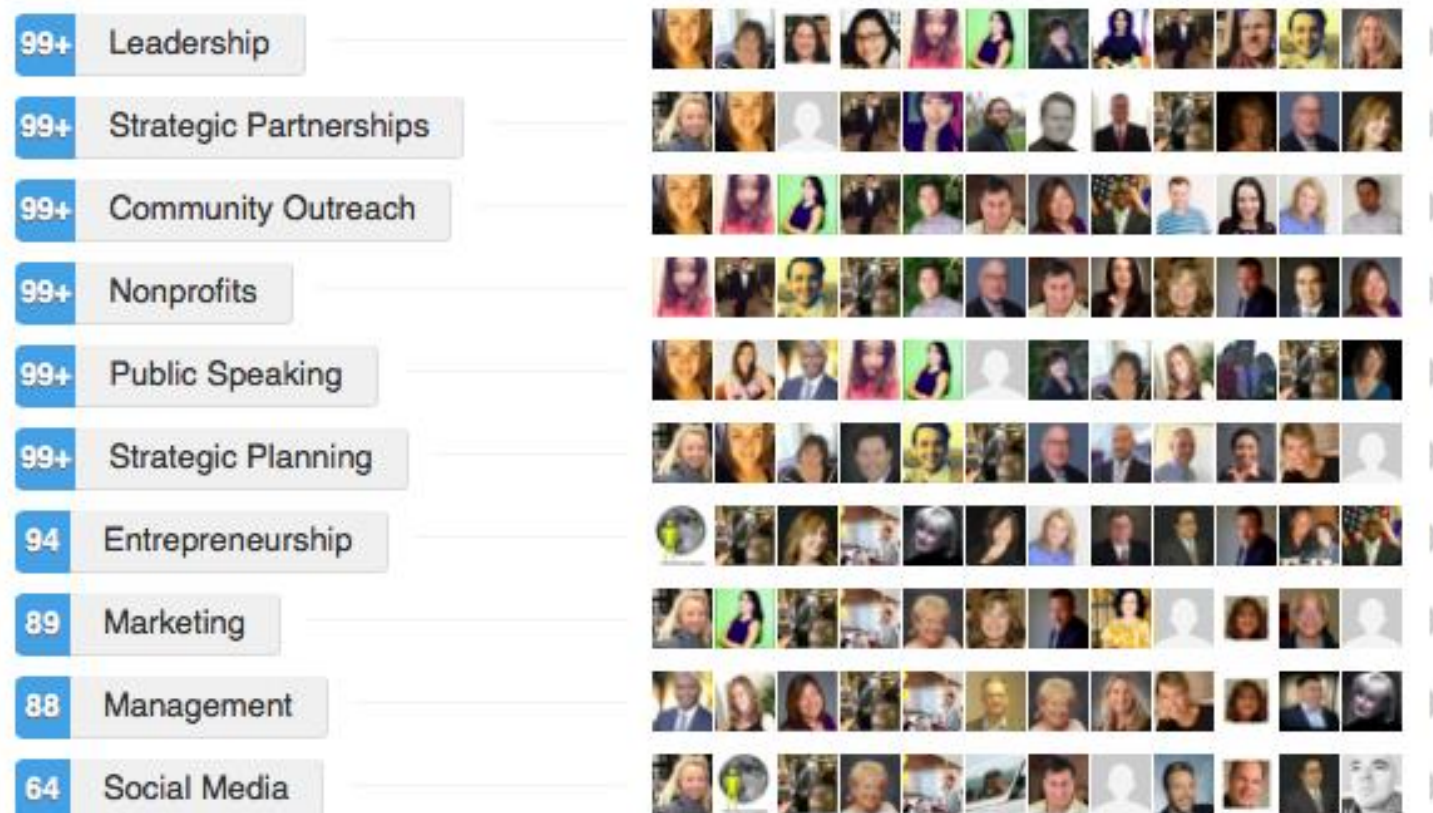 99+ Leadership
99+ Strategic Partnerships
99+ Community Outreach
99+ Nonprofits
99+ Public Speaking
99+ Strategic Planning
94 Entrepreneurship
89 Marketing
88 Management
64 Social Media